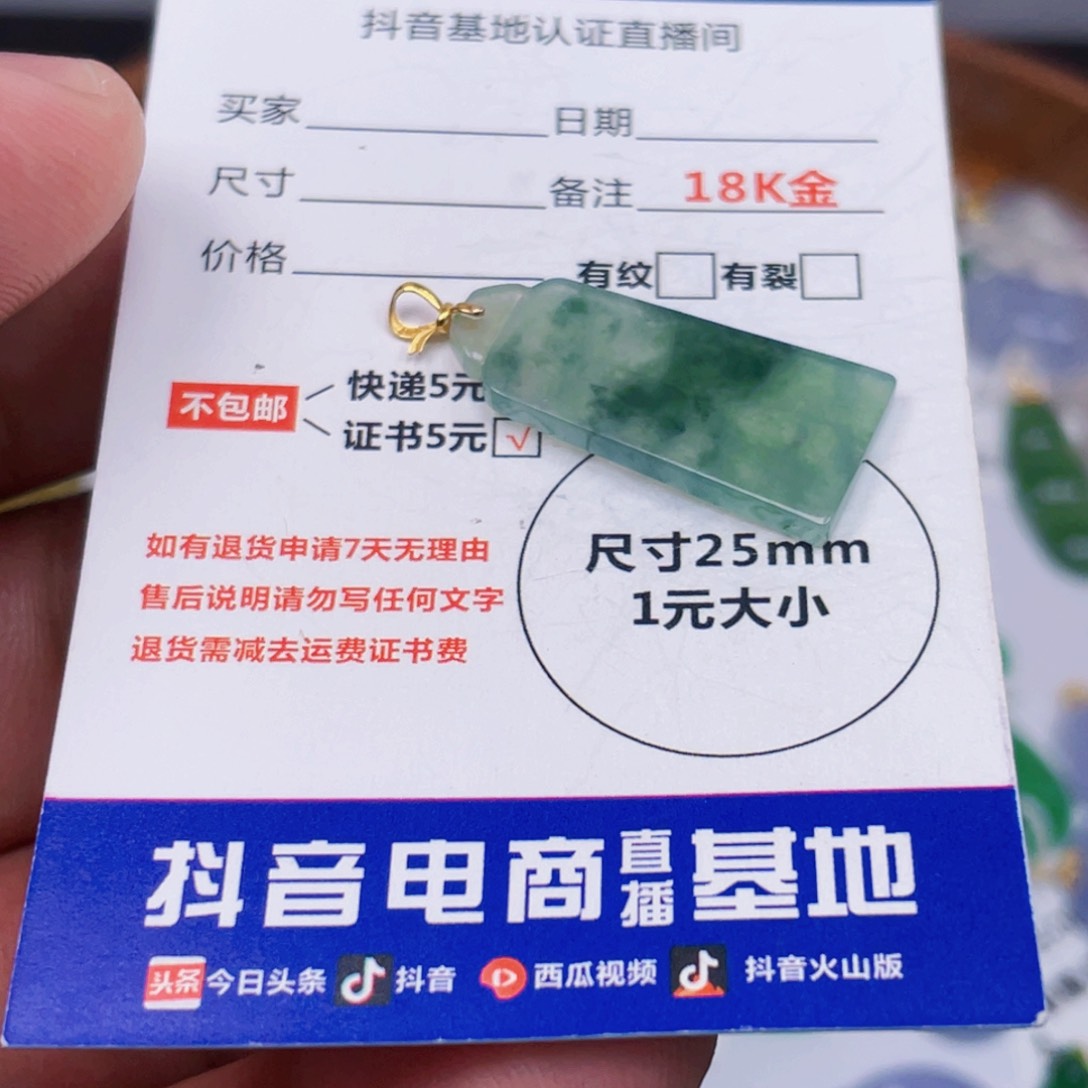 抖音基地认证直播间
买家 日期
尺寸 备注 18K金
价格 有纹 有裂
不包邮 快递5元
证书5元 √
如有退货申请7天无理由
售后说明请勿写任何文字
退货需减去运费证书费
尺寸25mm
1元大小
抖音电商直播基地
头条 今日头条 抖音 西瓜视频 抖音火山版